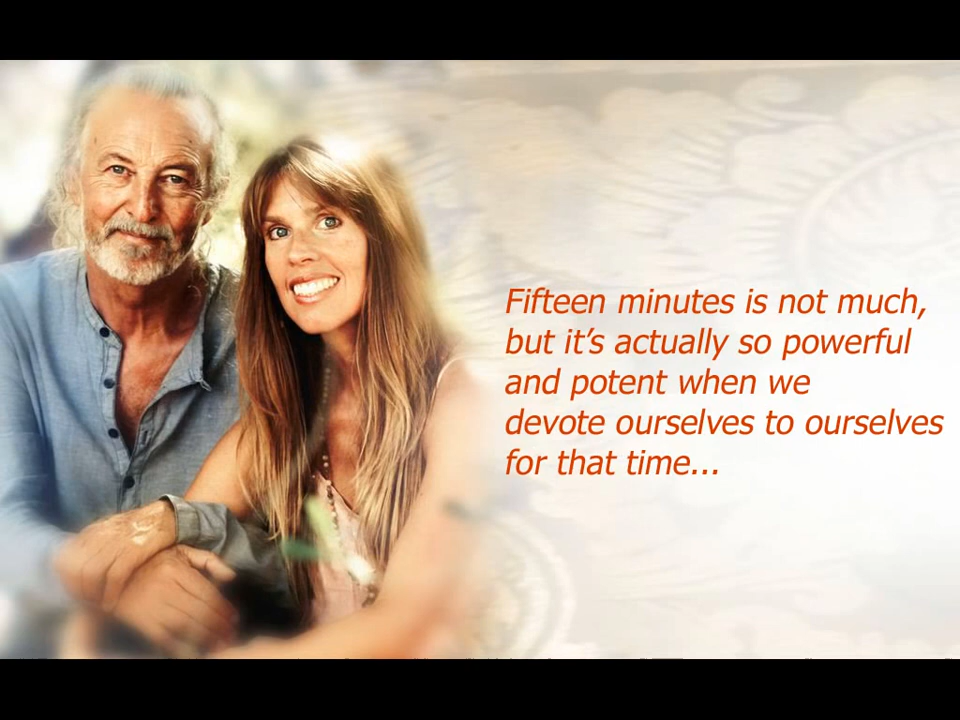 Fifteen minutes is not much,
but it’s actually so powerful
and potent when we
devote ourselves to ourselves
for that time...